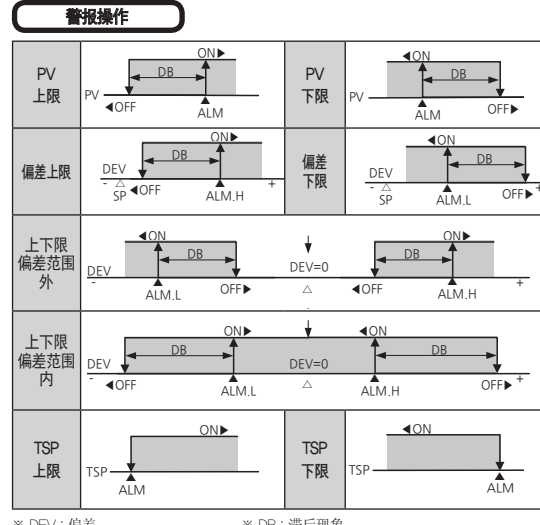 警报操作
PV
上限
ON▶
DB
PV
◀OFF
ALM
PV
下限
◀ON
DB
PV
ALM
OFF▶
偏差上限
ON▶
DB
DEV
- △ SP
◀OFF
ALM.H
+
偏差
下限
◀ON
DB
DEV
- △ SP
ALM.L
OFF▶
+
上下限
偏差范围
外
◀ON
DB
DEV
-
ALM.L
OFF▶
DEV=0
△
ON▶
DB
◀OFF
ALM.H
+
上下限
偏差范围
内
ON▶
DB
DEV
-
◀OFF
ALM.L
DEV=0
△
◀ON
DB
ALM.H
OFF▶
+
TSP
上限
ON▶
TSP
ALM
TSP
下限
◀ON
TSP
ALM
※ DEV : 偏差 ※ DB : 滞后现象